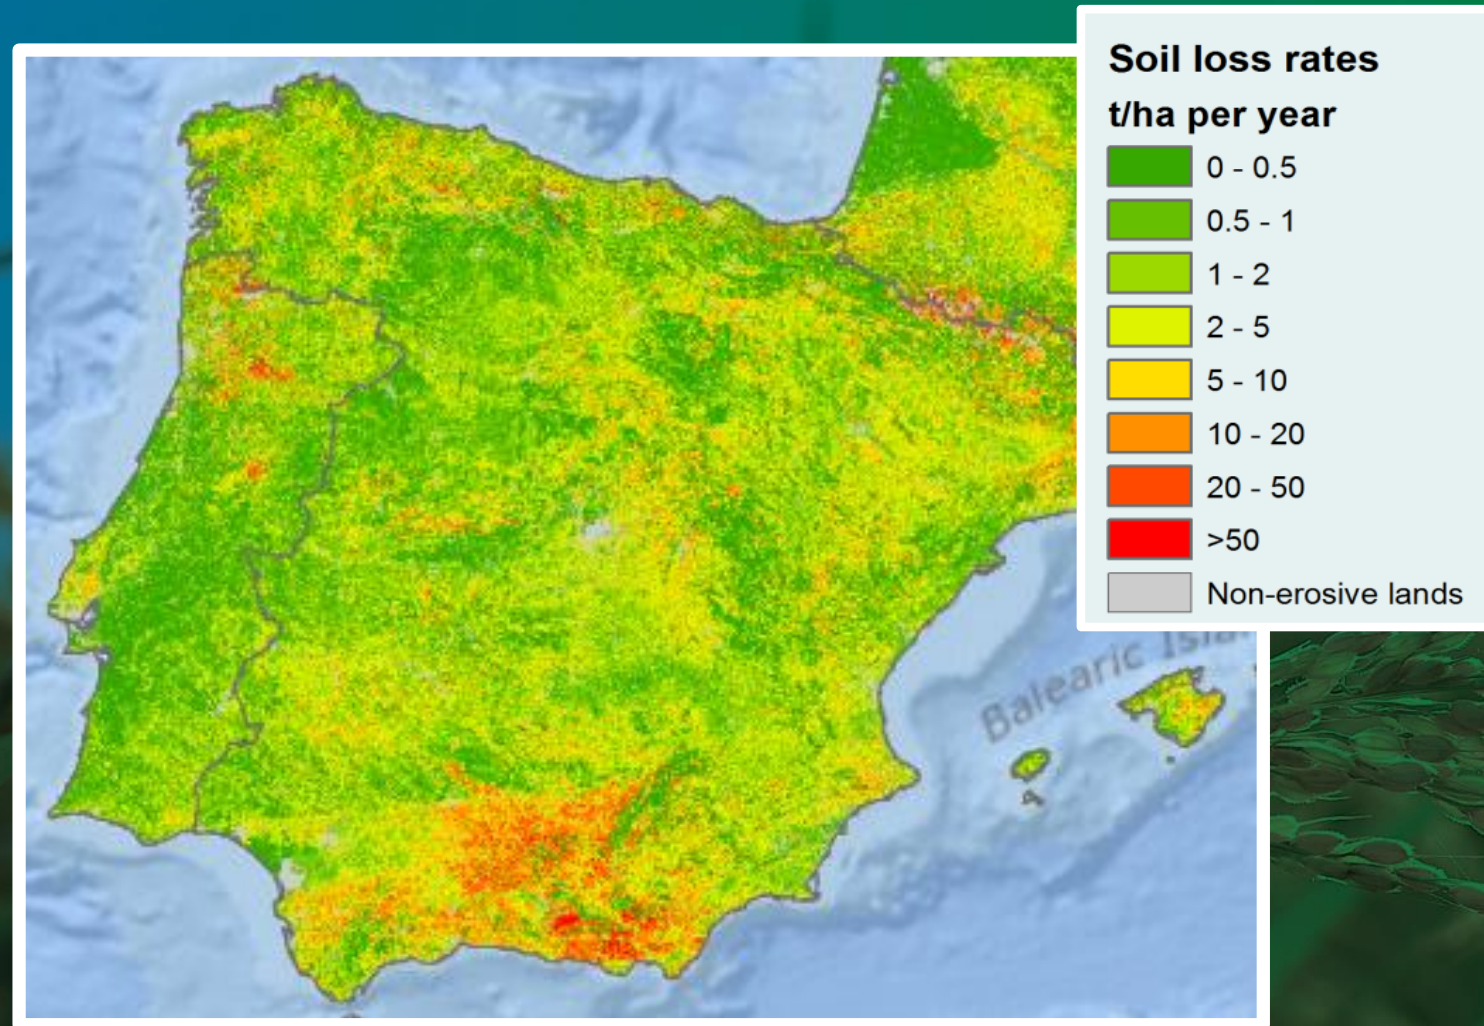 Soil loss rates
t/ha per year
0 - 0.5
0.5 - 1
1 - 2
2 - 5
5 - 10
10 - 20
20 - 50
>50
Non-erosive lands
Balearic